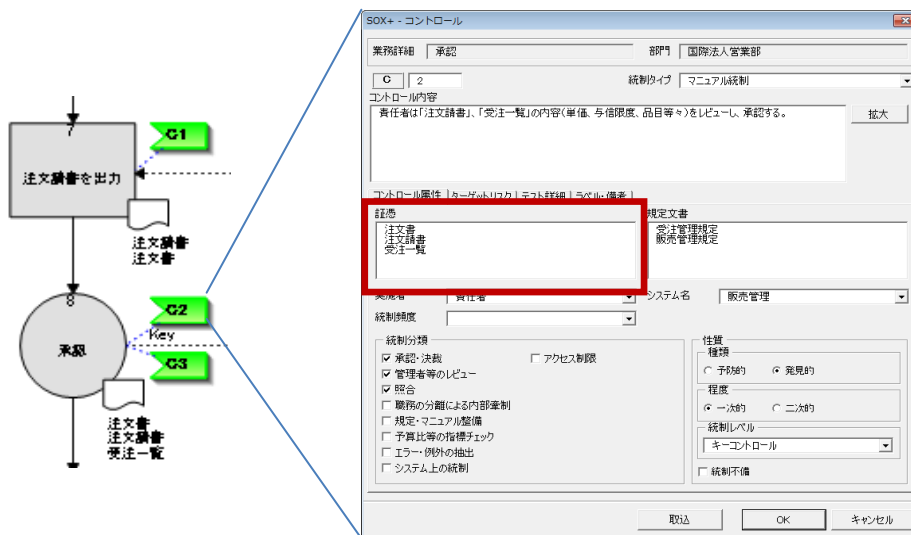 7
C1
注文請書を出力
注文請書
注文書
8
C2
Key
承認
C3
注文書
注文請書
受注一覧
SOX+ - コントロール
業務詳細 承認 部門 国際法人営業部
C 2 統制タイプ マニュアル統制
コントロール内容
責任者は「注文請書」、「受注一覧」の内容(単価、与信限度、品目等々)をレビューし、承認する。
拡大
コントロール属性 ターゲットリスク テスト詳細 ラベル・備考
証憑 規定文書
注文書 受注管理規定
注文請書 販売管理規定
受注一覧
実施者 責任者 システム名 販売管理
統制頻度
統制分類 性質
承認・決裁 アクセス制限 種類
管理者等のレビュー 予防的 発見的
照合 程度
職務の分離による内部牽制 一次的 二次的
規定・マニュアル整備
予算比等の指標チェック 統制レベル
エラー・例外の抽出 キーコントロール
システム上の統制 統制不備
取込 OK キャンセル